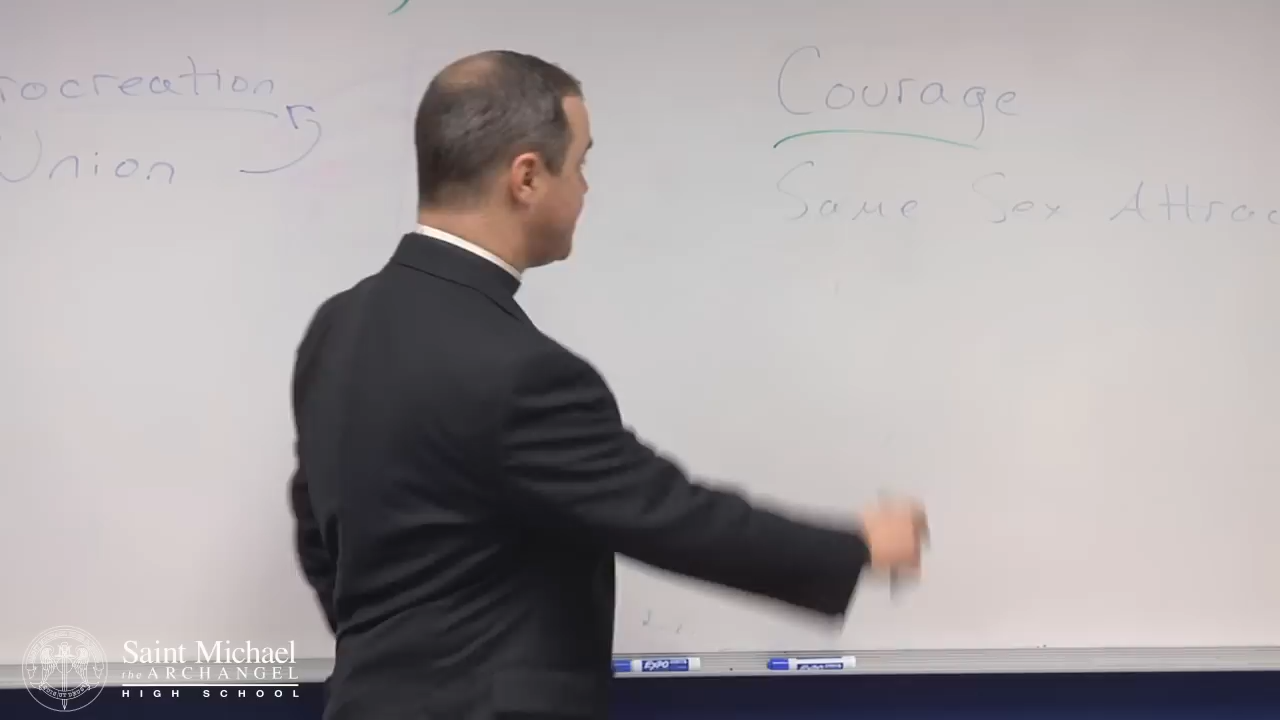 rocreation
Union
Courage
Same Sex Attrac
EXPO
Saint Michael
the ARCHANGEL
HIGH SCHOOL